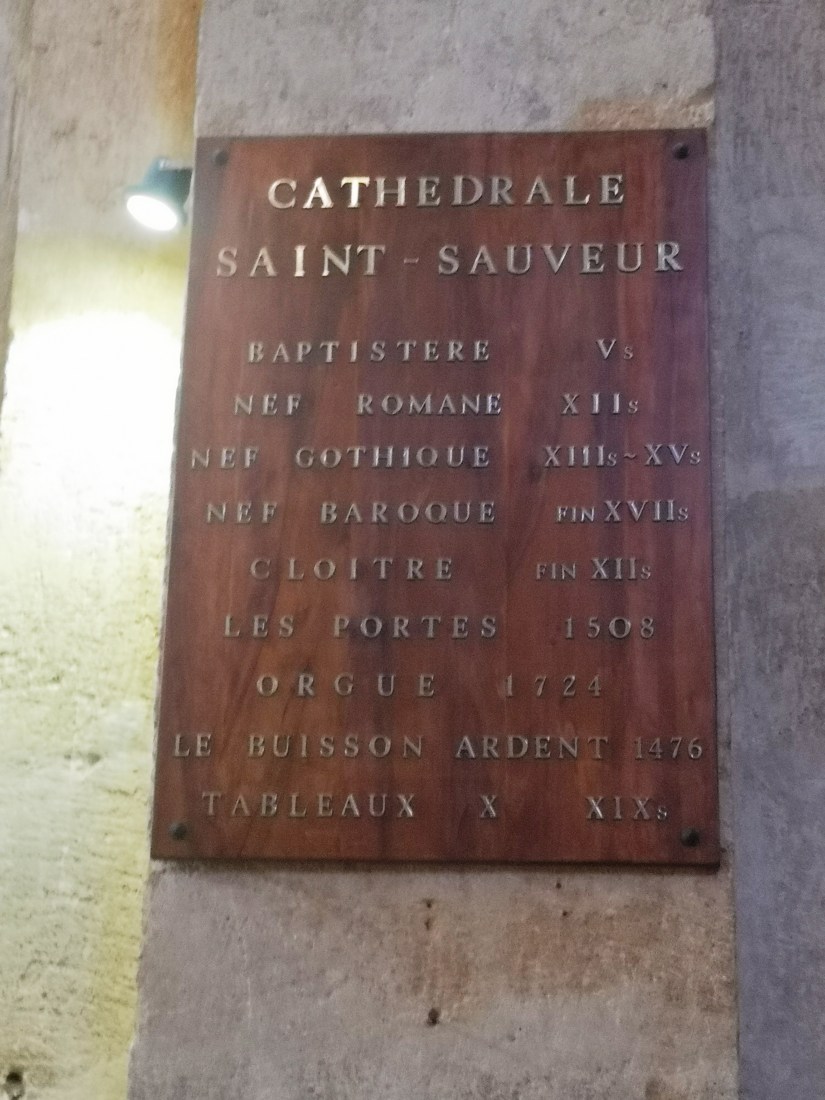 CATHEDRALE
SAINT - SAUVEUR
BAPTISTERE Vs
NEF ROMANE XIIs
NEF GOTHIQUE XIIIs~XVs
NEF BAROQUE FIN XVIIs
CLOITRE FIN XIIs
LES PORTES 1508
ORGUE 1724
LE BUISSON ARDENT 1476
TABLEAUX X XIXs